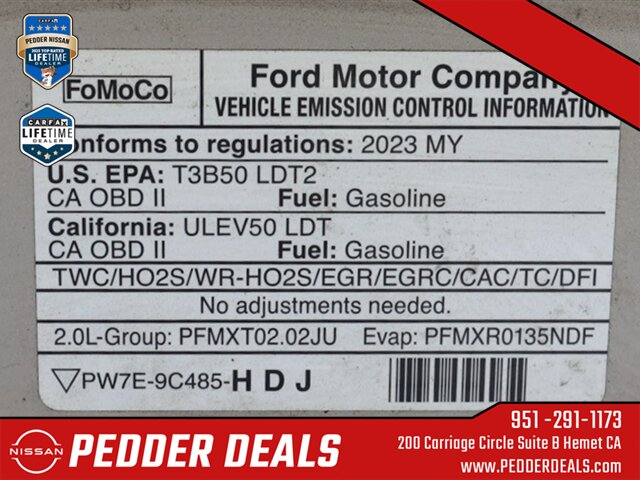 CARFAX
PEDDER NISSAN
2023 TOP-RATED
LIFETIME
DEALER
CARFAX
LIFETIME
DEALER
FoMoCo
Ford Motor Company
VEHICLE EMISSION CONTROL INFORMATION
onforms to regulations: 2023 MY
U.S. EPA: T3B50 LDT2
CA OBD II Fuel: Gasoline
California: ULEV50 LDT
CA OBD II Fuel: Gasoline
TWC/HO2S/WR-HO2S/EGR/EGRC/CAC/TC/DFI
No adjustments needed.
2.0L-Group: PFMXT02.02JU Evap: PFMXR0135NDF
PW7E-9C485-HDJ
NISSAN
PEDDER DEALS
951 -291-1173
200 Carriage Circle Suite B Hemet CA
www.PEDDERDEALS.com